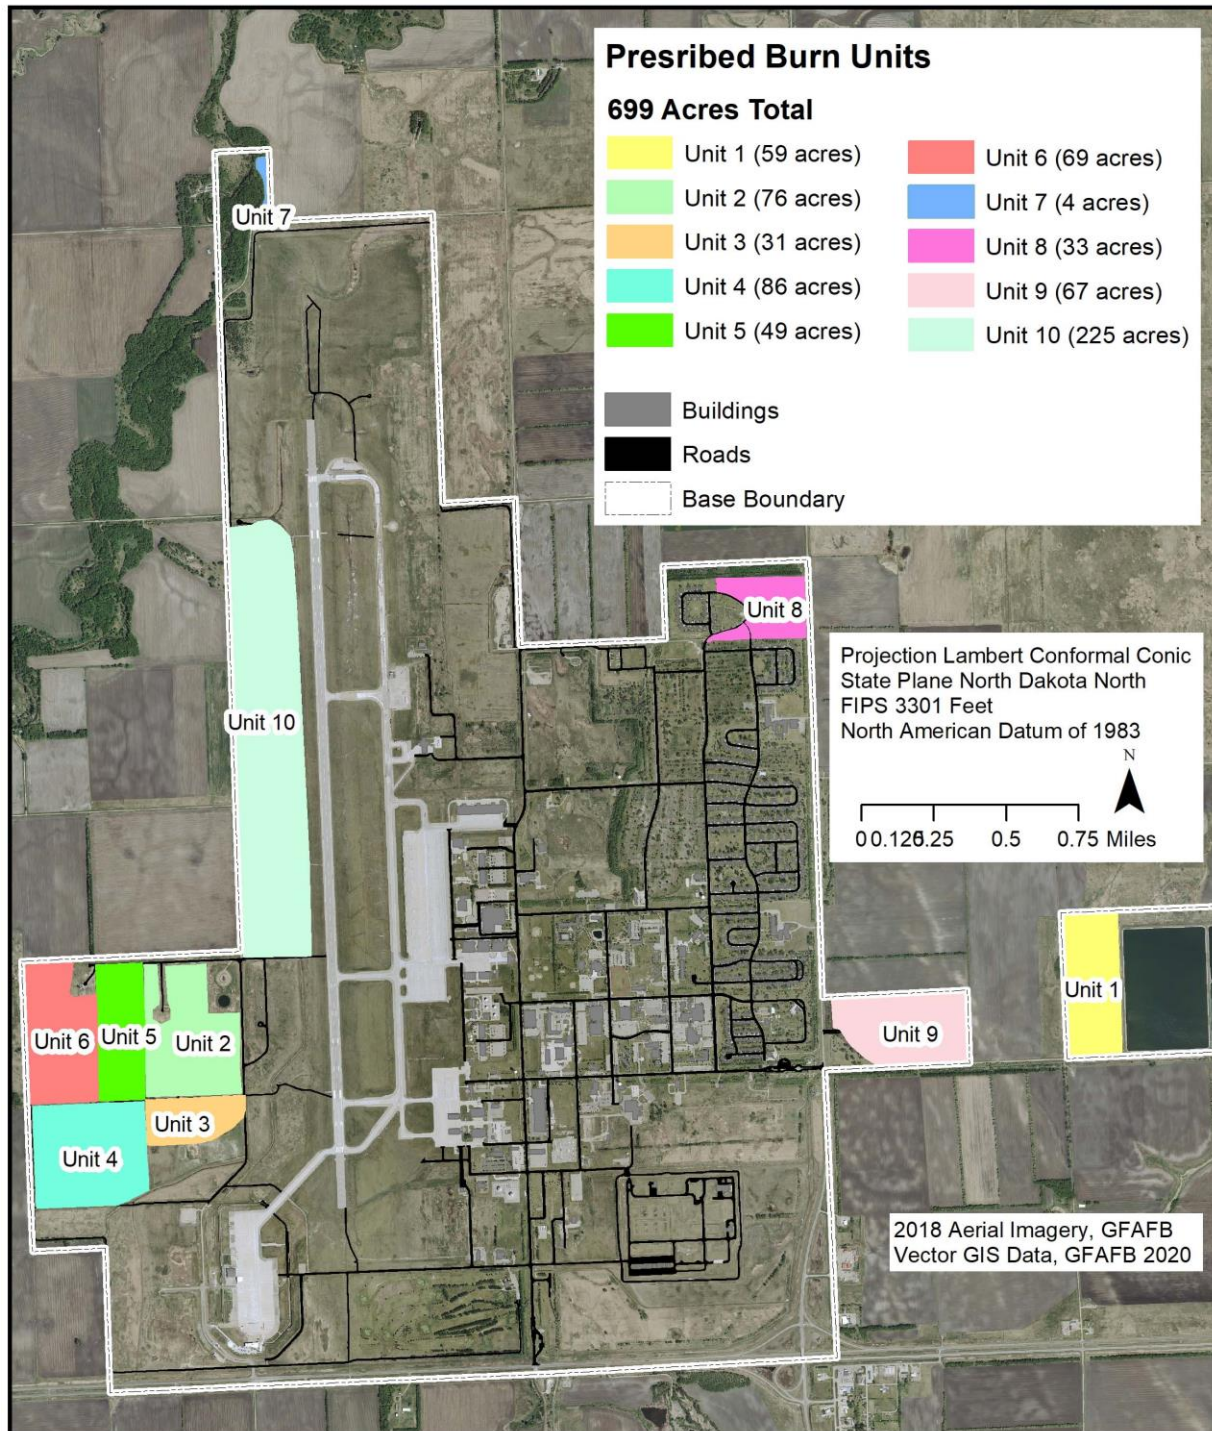 Presribed Burn Units
699 Acres Total
Unit 1 (59 acres)
Unit 2 (76 acres)
Unit 3 (31 acres)
Unit 4 (86 acres)
Unit 5 (49 acres)
Unit 6 (69 acres)
Unit 7 (4 acres)
Unit 8 (33 acres)
Unit 9 (67 acres)
Unit 10 (225 acres)
Buildings
Roads
Base Boundary
Unit 7
Unit 8
Projection Lambert Conformal Conic
State Plane North Dakota North
FIPS 3301 Feet
North American Datum of 1983
N
0 0.125 0.25 0.5 0.75 Miles
Unit 10
Unit 1
Unit 9
Unit 6
Unit 5
Unit 2
Unit 3
Unit 4
2018 Aerial Imagery, GFAFB
Vector GIS Data, GFAFB 2020